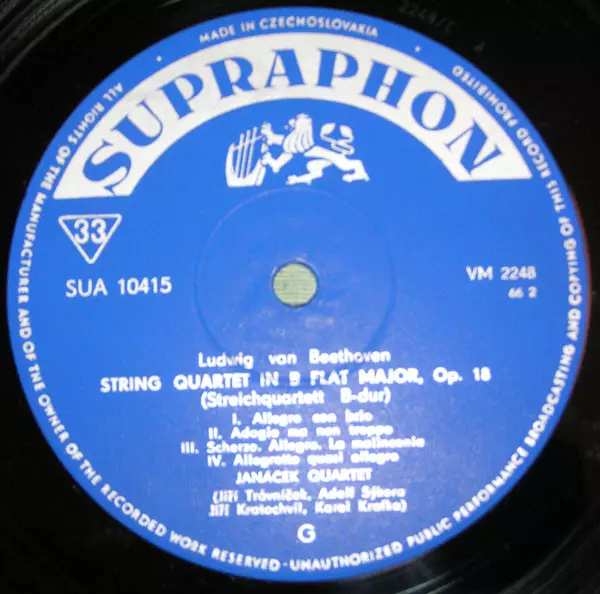 MADE IN CZECHOSLOVAKIA
SUPRAPHON
ALL RIGHTS OF THE MANUFACTURER AND OF THE OWNER OF THE RECORDED WORK RESERVED - UNAUTHORIZED PUBLIC PERFORMANCE BROADCASTING AND COPYING OF THIS RECORD PROHIBITED
33
SUA 10415
VM 2248
66 2
Ludwig van Beethoven
STRING QUARTET IN B FLAT MAJOR, Op. 18
(Streichquartett B-dur)
I. Allegro con brio
II. Adagio ma non troppo
III. Scherzo. Allegro. La malinconia
IV. Allegretto quasi allegro
JANÁČEK QUARTET
(Jiří Trávníček, Adolf Sýkora
Jiří Kratochvíl, Karel Krafka)
G